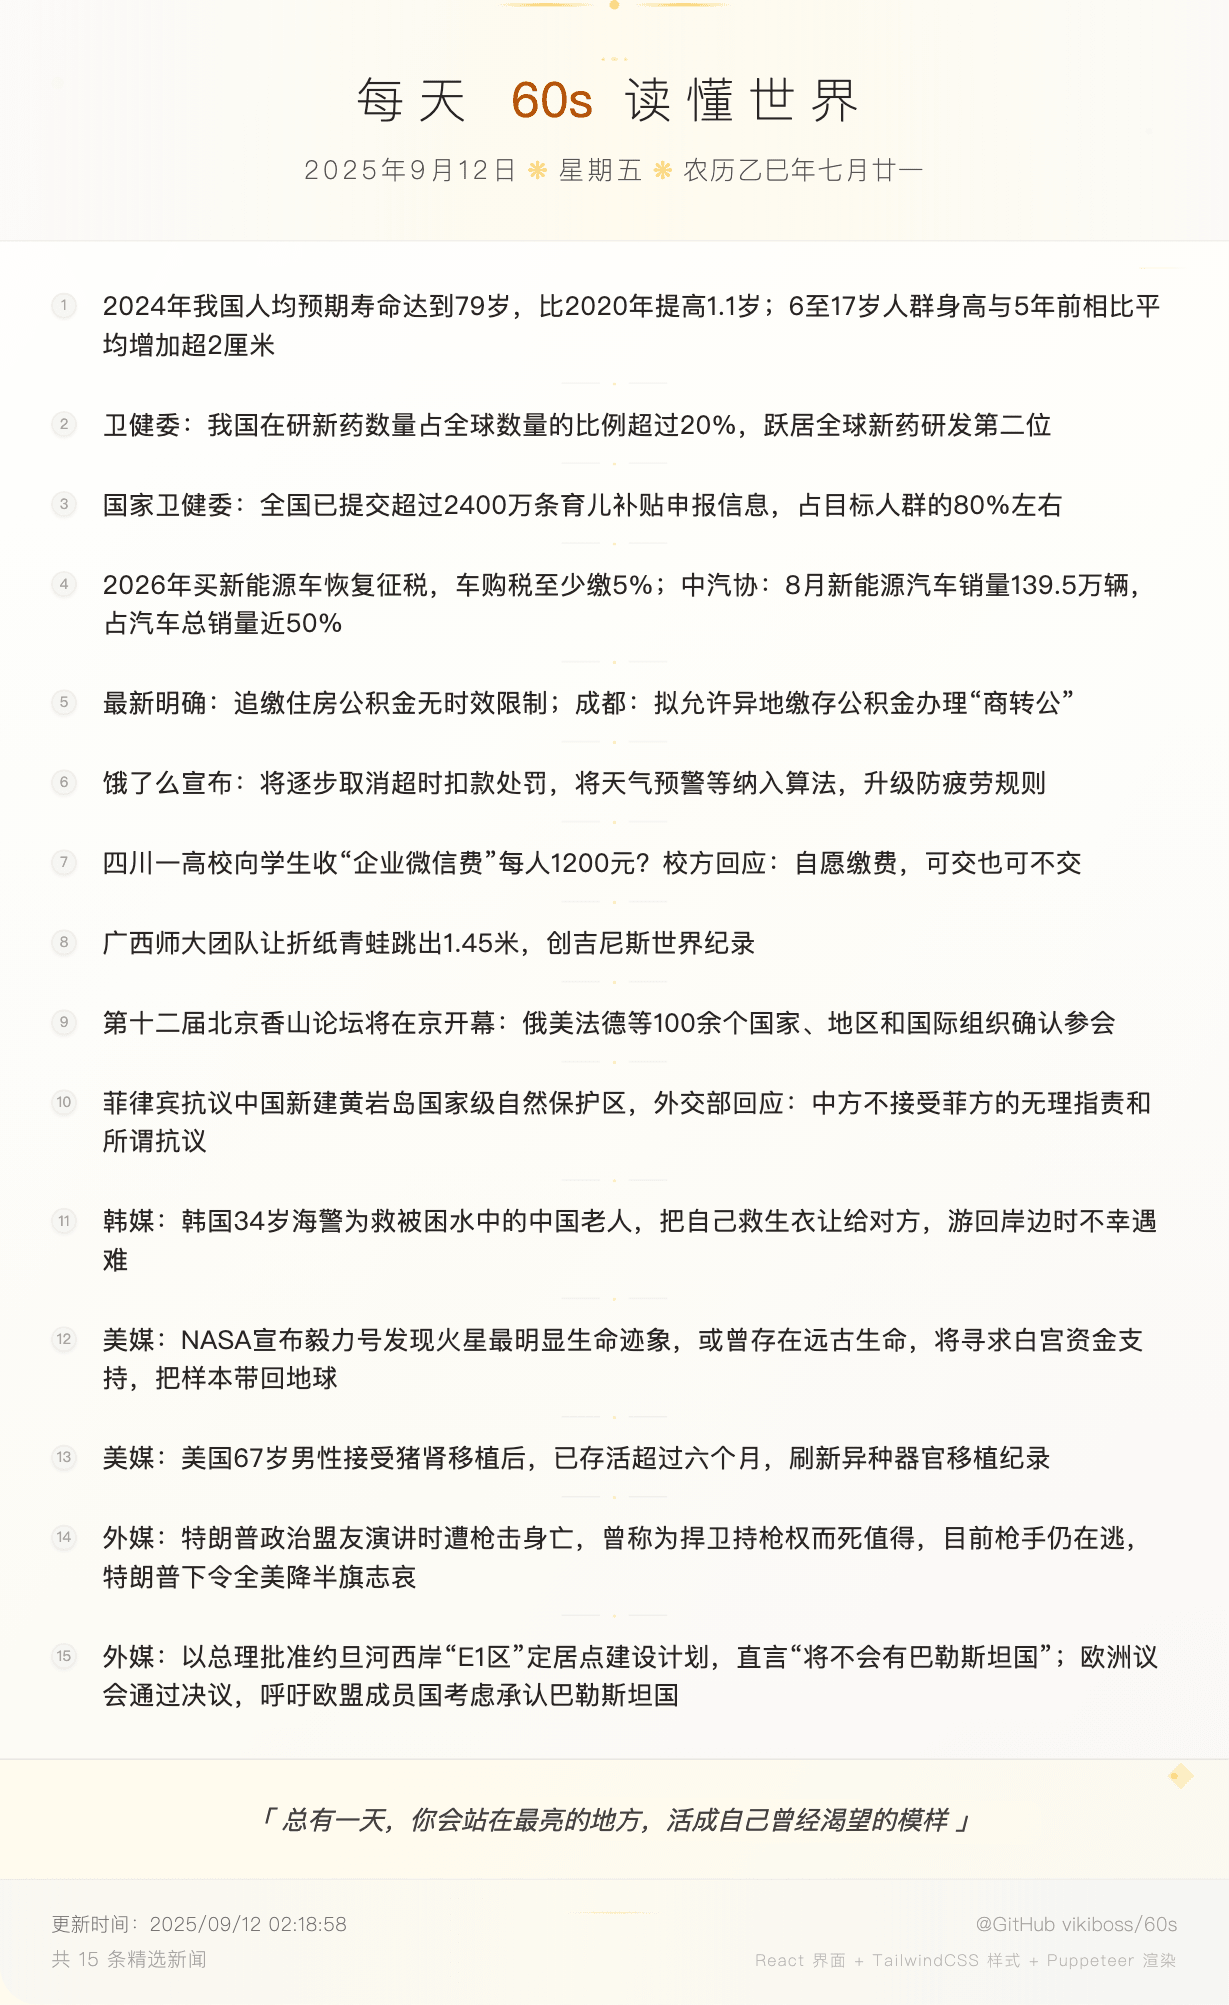 每天 60s 读懂世界
2025年9月12日 ❋ 星期五 ❋ 农历乙巳年七月廿一
1 2024年我国人均预期寿命达到79岁，比2020年提高1.1岁；6至17岁人群身高与5年前相比平
均增加超2厘米
2 卫健委：我国在研新药数量占全球数量的比例超过20%，跃居全球新药研发第二位
3 国家卫健委：全国已提交超过2400万条育儿补贴申报信息，占目标人群的80%左右
4 2026年买新能源车恢复征税，车购税至少缴5%；中汽协：8月新能源汽车销量139.5万辆，
占汽车总销量近50%
5 最新明确：追缴住房公积金无时效限制；成都：拟允许异地缴存公积金办理“商转公”
6 饿了么宣布：将逐步取消超时扣款处罚，将天气预警等纳入算法，升级防疲劳规则
7 四川一高校向学生收“企业微信费”每人1200元？校方回应：自愿缴费，可交也可不交
8 广西师大团队让折纸青蛙跳出1.45米，创吉尼斯世界纪录
9 第十二届北京香山论坛将在京开幕：俄美法德等100余个国家、地区和国际组织确认参会
10 菲律宾抗议中国新建黄岩岛国家级自然保护区，外交部回应：中方不接受菲方的无理指责和
所谓抗议
11 韩媒：韩国34岁海警为救被困水中的中国老人，把自己救生衣让给对方，游回岸边时不幸遇
难
12 美媒：NASA宣布毅力号发现火星最明显生命迹象，或曾存在远古生命，将寻求白宫资金支
持，把样本带回地球
13 美媒：美国67岁男性接受猪肾移植后，已存活超过六个月，刷新异种器官移植纪录
14 外媒：特朗普政治盟友演讲时遭枪击身亡，曾称为捍卫持枪权而死值得，目前枪手仍在逃，
特朗普下令全美降半旗志哀
15 外媒：以总理批准约旦河西岸“E1区”定居点建设计划，直言“将不会有巴勒斯坦国”；欧洲议
会通过决议，呼吁欧盟成员国考虑承认巴勒斯坦国
「 总有一天，你会站在最亮的地方，活成自己曾经渴望的模样 」
更新时间：2025/09/12 02:18:58
@GitHub vikiboss/60s
共 15 条精选新闻
React 界面 + TailwindCSS 样式 + Puppeteer 渲染